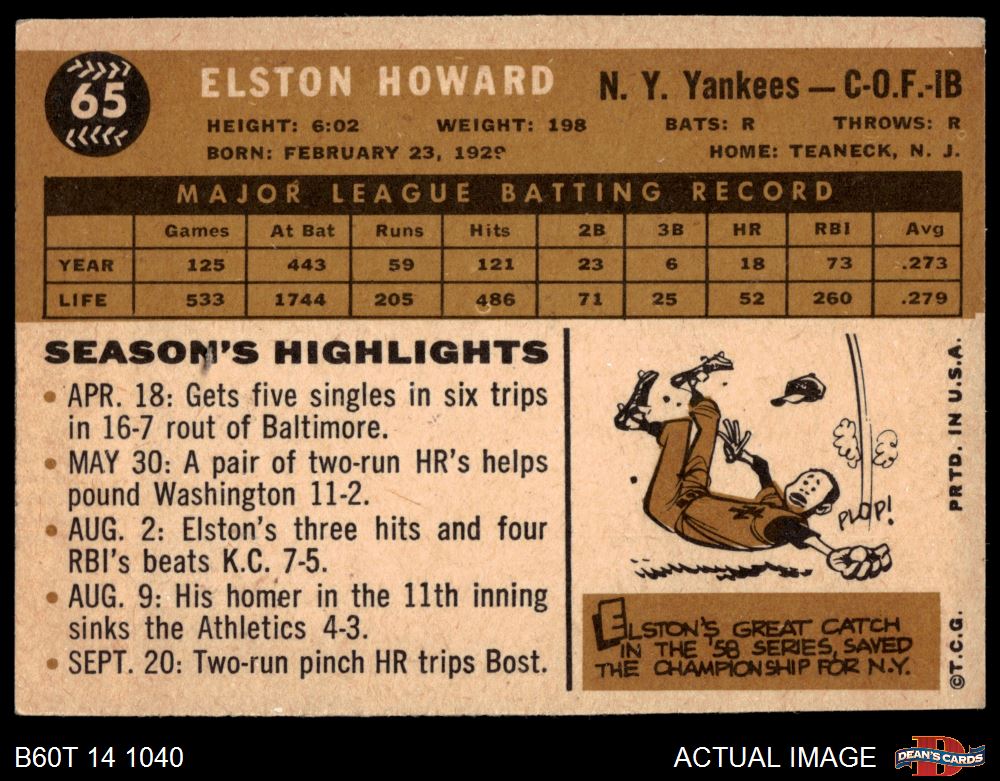 65
ELSTON HOWARD
N. Y. Yankees — C-O.F.-1B
HEIGHT: 6:02 WEIGHT: 198 BATS: R THROWS: R
BORN: FEBRUARY 23, 1929 HOME: TEANECK, N. J.
MAJOR LEAGUE BATTING RECORD
Games At Bat Runs Hits 2B 3B HR RBI Avg
YEAR 125 443 59 121 23 6 18 73 .273
LIFE 533 1744 205 486 71 25 52 260 .279
SEASON'S HIGHLIGHTS
• APR. 18: Gets five singles in six trips
in 16-7 rout of Baltimore.
• MAY 30: A pair of two-run HR's helps
pound Washington 11-2.
• AUG. 2: Elston's three hits and four
RBI's beats K.C. 7-5.
• AUG. 9: His homer in the 11th inning
sinks the Athletics 4-3.
• SEPT. 20: Two-run pinch HR trips Bost.
PLOP!
ELSTON'S GREAT CATCH
IN THE '58 SERIES, SAVED
THE CHAMPIONSHIP FOR N.Y.
©T.C.G. PRTD. IN U.S.A.
B60T 14 1040
ACTUAL IMAGE
D
DEAN'S CARDS